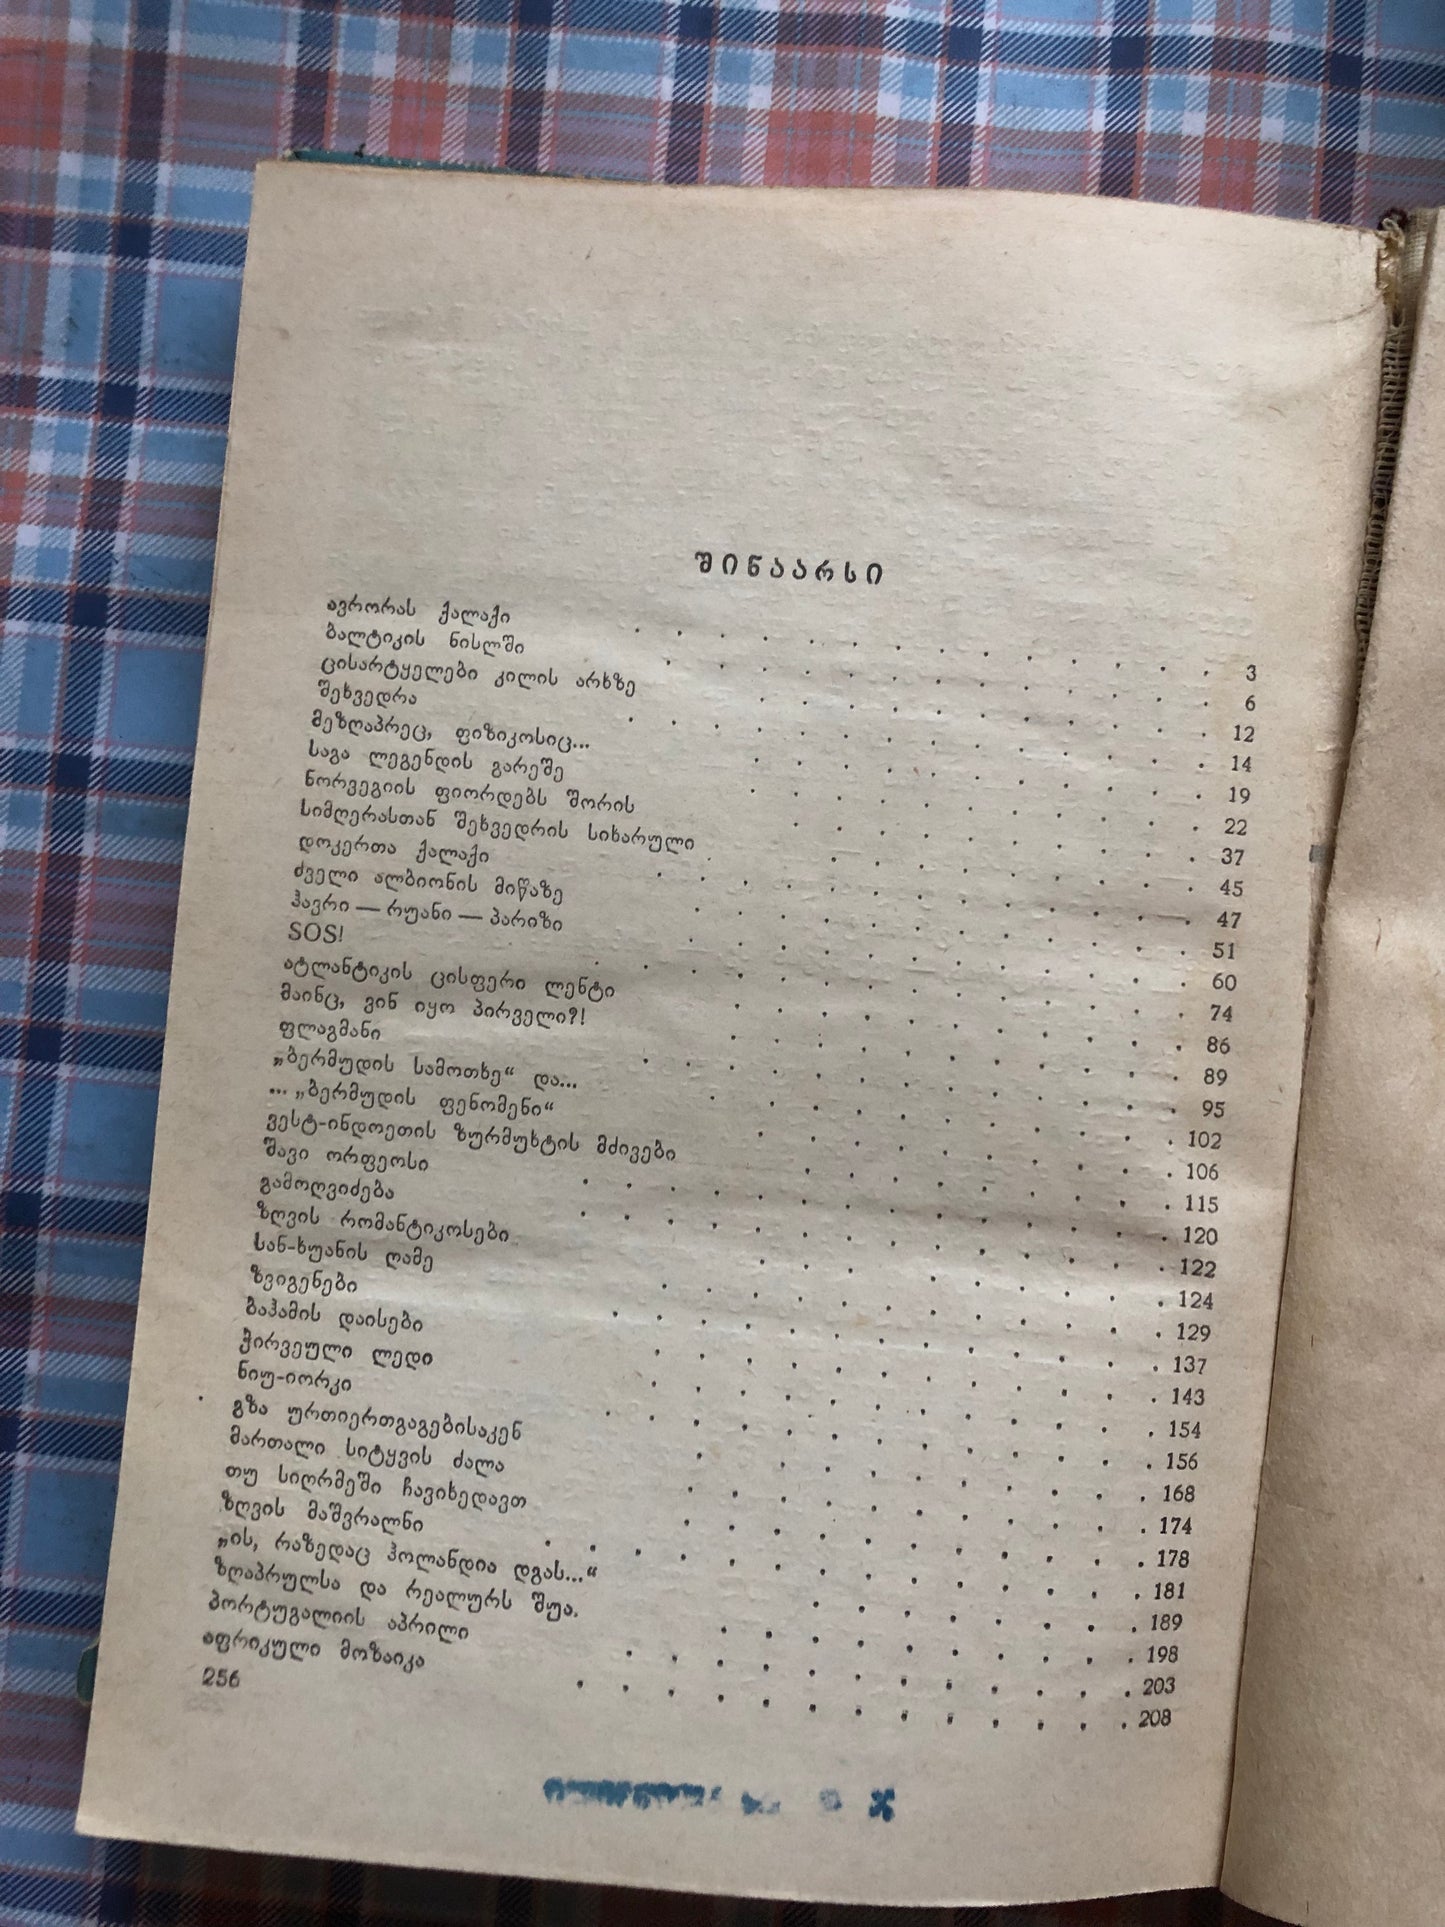 შინაარსი
ავრორას ქალაქი . . . . . . . . . . . . . . 3
ბალტიკის ნისლში . . . . . . . . . . . . . 6
ცისარტყელები კილის არხზე . . . . . . . . . . . 12
შეხვედრა . . . . . . . . . . . . . . 14
მეზღაპრეც, ფიზიკოსიც... . . . . . . . . . . . 19
საგა ლეგენდის გარეშე . . . . . . . . . . . 22
ნორვეგიის ფიორდებს შორის . . . . . . . . . . 37
სიმღერასთან შეხვედრის სიხარული . . . . . . . . . 45
დოკერთა ქალაქი . . . . . . . . . . . . . 47
ძველი ალბიონის მიწაზე . . . . . . . . . . . . 51
ჰავრი — რუანი — პარიზი . . . . . . . . . . . . 60
SOS! . . . . . . . . . . . . . . 74
ატლანტიკის ცისფერი ლენტი . . . . . . . . . . . 86
მაინც, ვინ იყო პირველი?! . . . . . . . . . . . 89
ფლაგმანი . . . . . . . . . . . . . 95
„ბერმუდის სამოთხე“ და... . . . . . . . . . . . 102
... „ბერმუდის ფენომენი“ . . . . . . . . . . 106
ვესტ-ინდოეთის ზურმუხტის მძივები . . . . . . . . . 115
შავი ორფეოსი . . . . . . . . . . . . . . 120
გამოღვიძება . . . . . . . . . . . . . . 122
ზღვის რომანტიკოსები . . . . . . . . . . 124
სან-ხუანის ღამე . . . . . . . . . . . . 129
ზვიგენები . . . . . . . . . . . . . 137
ბაჰამის დაისები . . . . . . . . . . . . 143
ჭირვეული ლედი . . . . . . . . . . . . 154
ნიუ-იორკი . . . . . . . . . . . . . 156
გზა ურთიერთგაგებისაკენ . . . . . . . . . . . 168
მართალი სიტყვის ძალა . . . . . . . . . . . 174
თუ სიღრმეში ჩავიხედავთ . . . . . . . . . . . 178
ზღვის მაშვრალნი . . . . . . . . . . . . . . 181
„ის, რაზედაც ჰოლანდია დგას...“ . . . . . . . . 189
ზღაპრულსა და რეალურს შუა. . . . . . . . . . . 198
პორტუგალიის აპრილი . . . . . . . . . . . . 203
აფრიკული მოზაიკა . . . . . . . . . . . . . 208
256